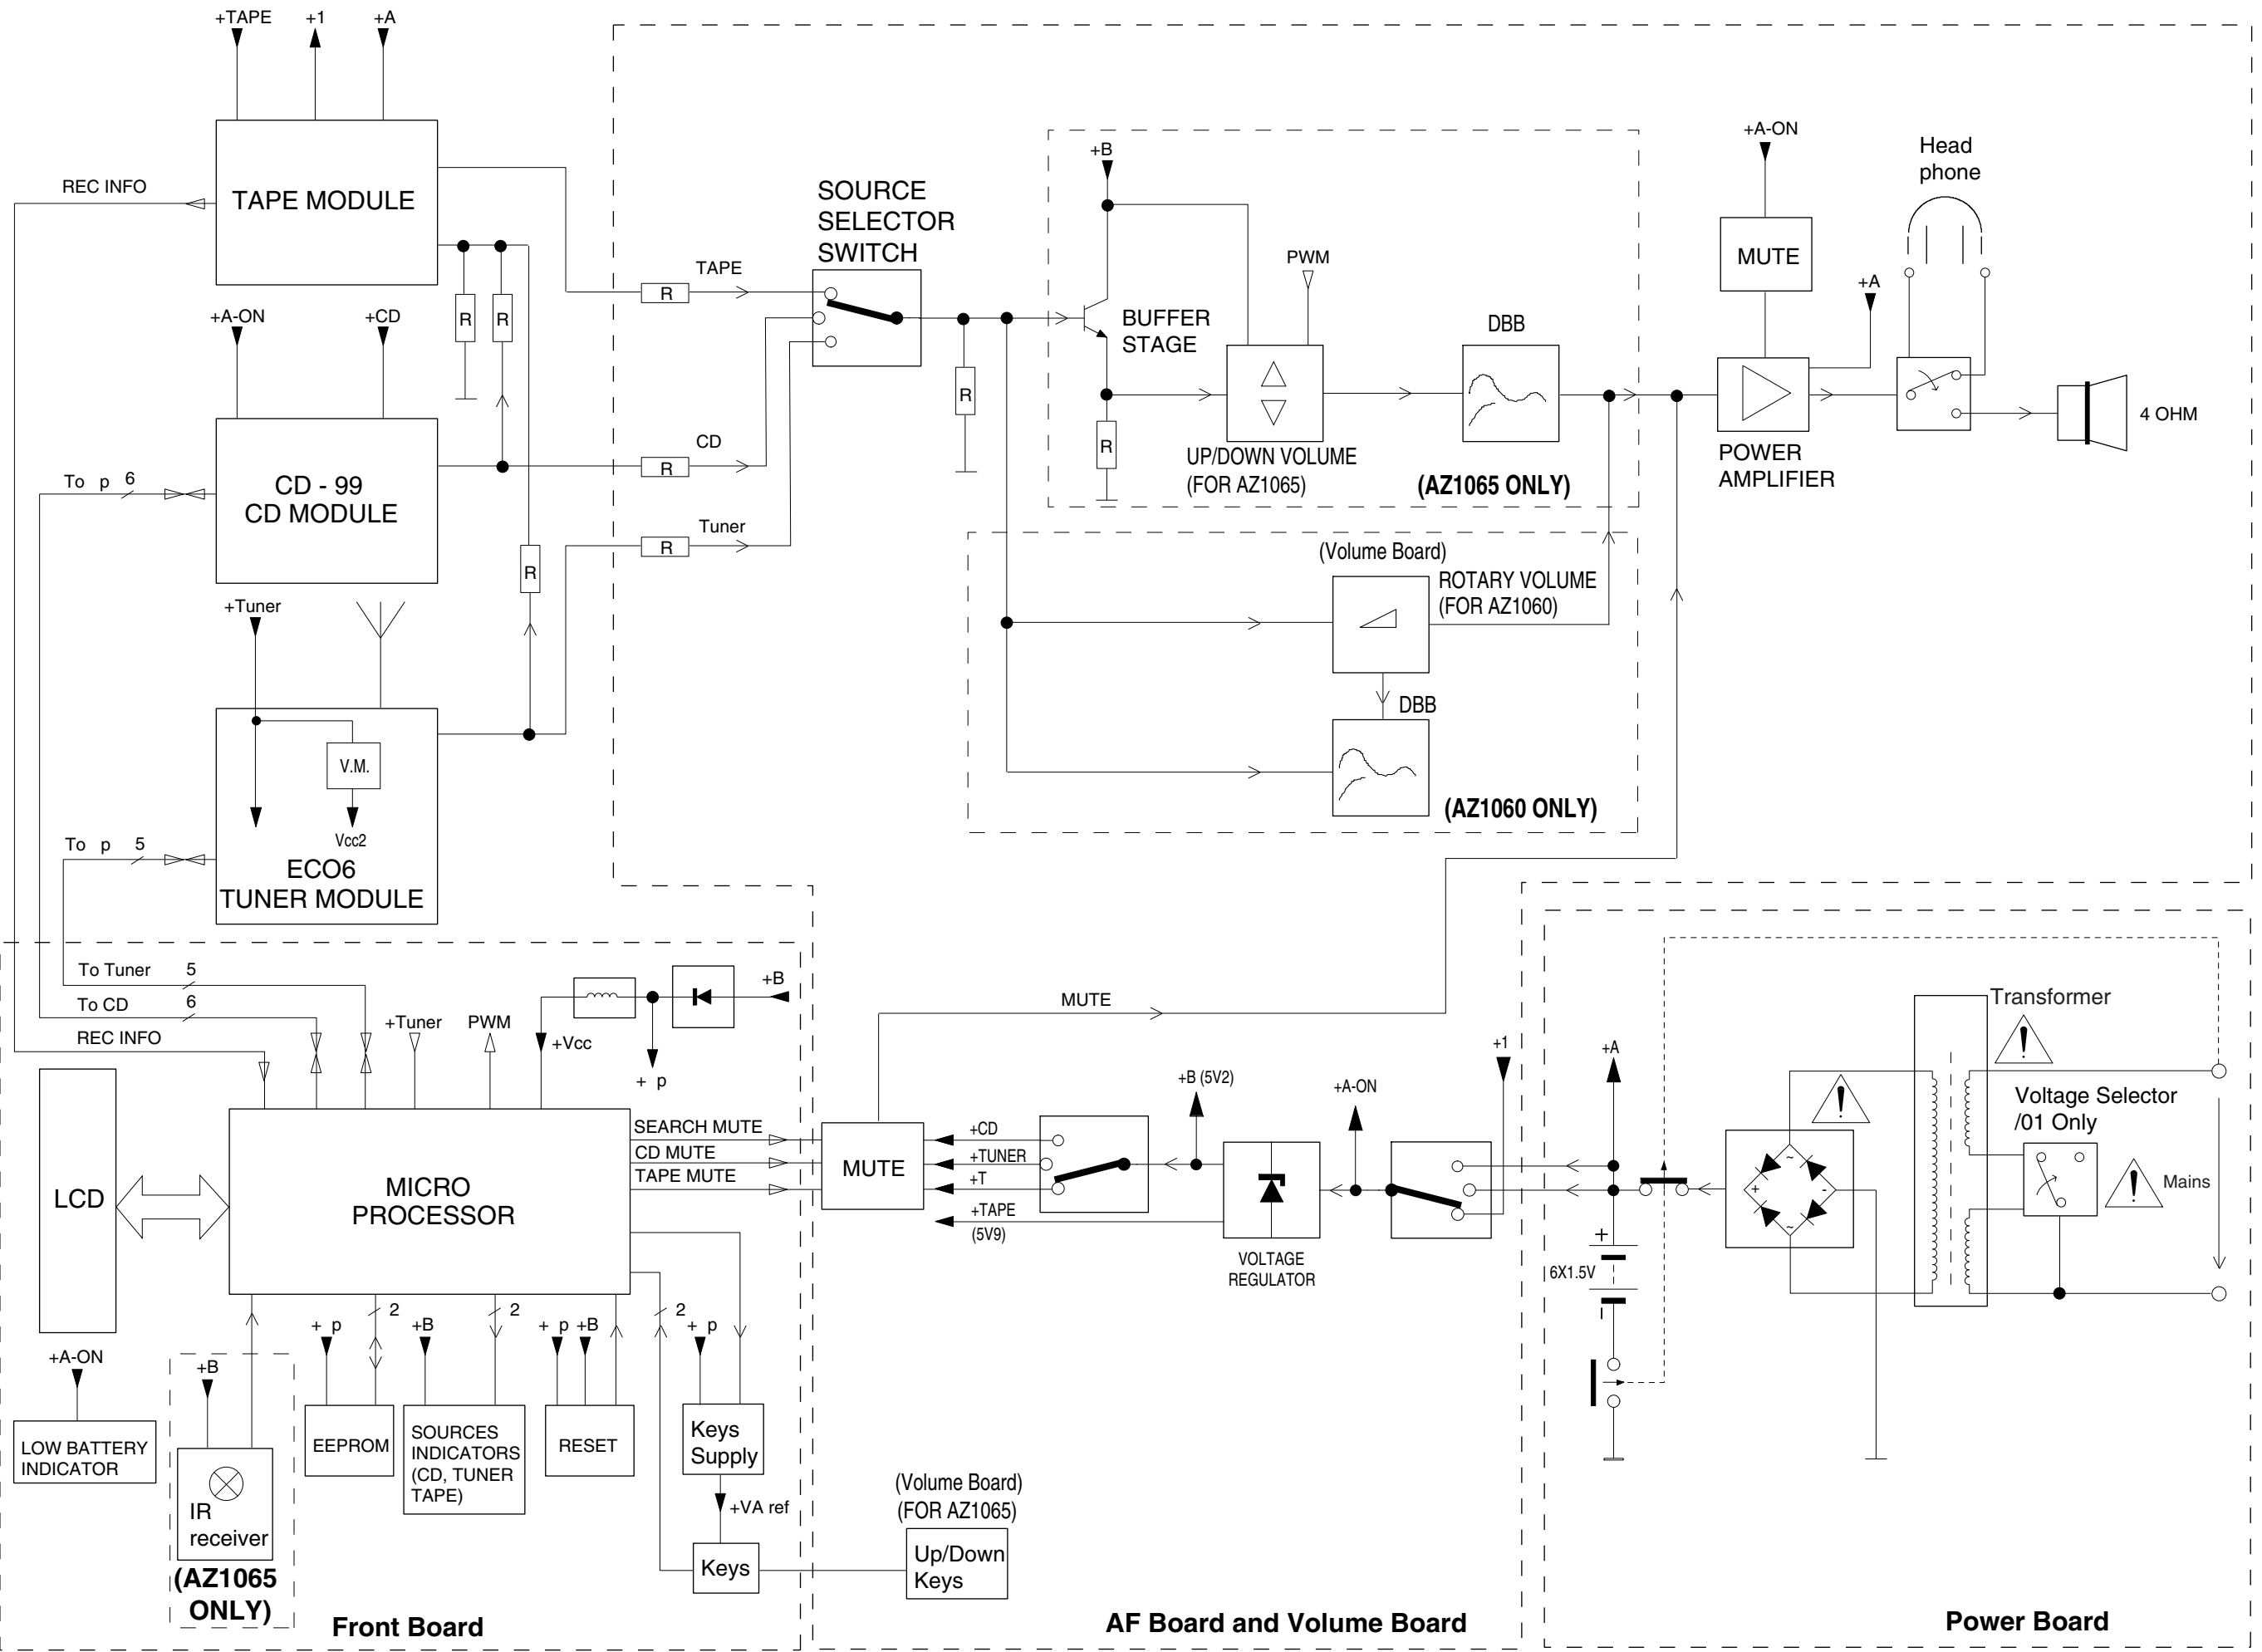 +TAPE
+1
+A
TAPE MODULE
REC INFO
R
R
+A-ON
+CD
CD - 99
CD MODULE
To p 6
R
+Tuner
V.M.
Vcc2
ECO6
TUNER MODULE
To p 5
SOURCE
SELECTOR
SWITCH
R
TAPE
R
CD
R
Tuner
R
+B
BUFFER
STAGE
R
PWM
UP/DOWN VOLUME
(FOR AZ1065)
DBB
(AZ1065 ONLY)
(Volume Board)
ROTARY VOLUME
(FOR AZ1060)
DBB
(AZ1060 ONLY)
+A-ON
MUTE
+A
POWER
AMPLIFIER
Head
phone
4 OHM
To Tuner 5
To CD 6
REC INFO
+Tuner
PWM
+Vcc
+ p
+B
LCD
MICRO
PROCESSOR
SEARCH MUTE
CD MUTE
TAPE MUTE
+A-ON
LOW BATTERY
INDICATOR
+B
IR
receiver
(AZ1065
ONLY)
+ p
2
EEPROM
+B
2
SOURCES
INDICATORS
(CD, TUNER
TAPE)
+ p +B
RESET
2
+ p
Keys
Supply
+VA ref
Keys
Front Board
MUTE
MUTE
+CD
+TUNER
+T
+TAPE
(5V9)
+B (5V2)
VOLTAGE
REGULATOR
+A-ON
+1
(Volume Board)
(FOR AZ1065)
Up/Down
Keys
AF Board and Volume Board
+A
+
6X1.5V
–
~
+ -
~
!
Transformer
!
Voltage Selector
/01 Only
!
Mains
Power Board